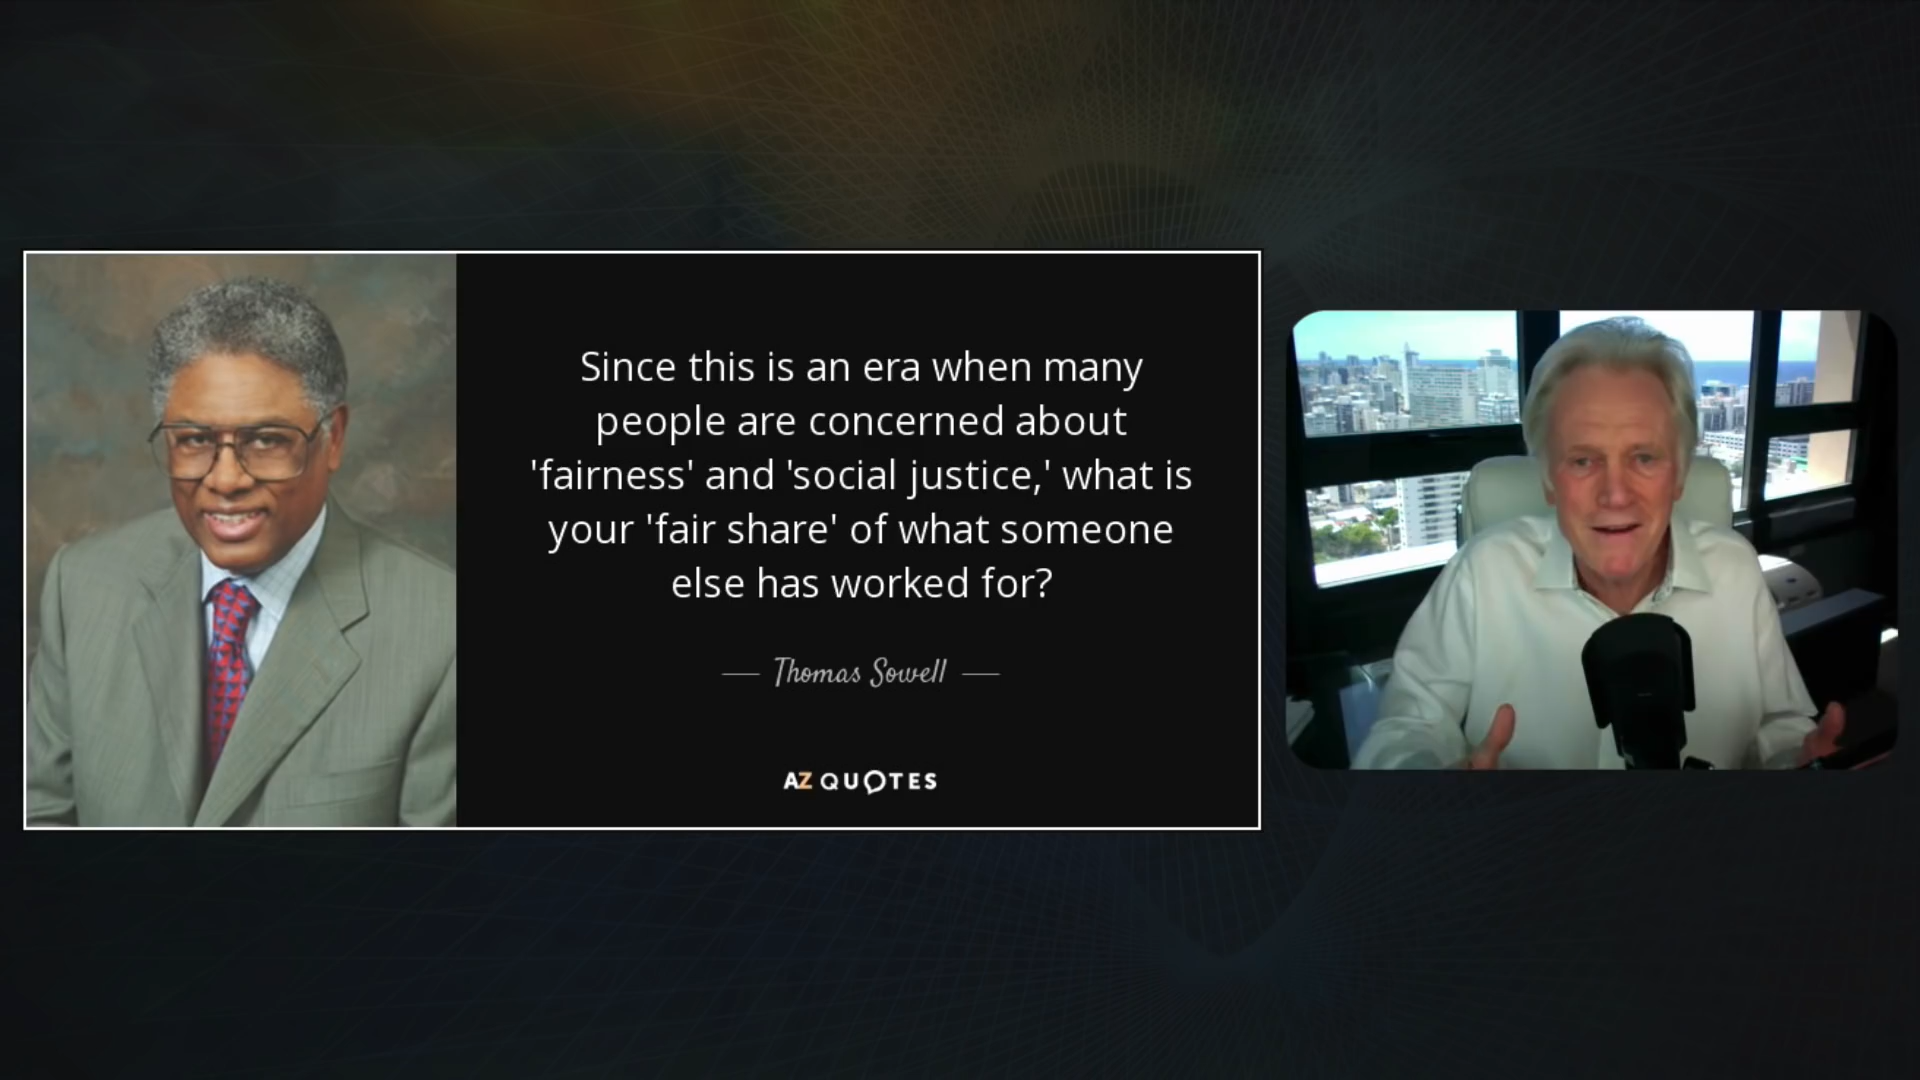 Since this is an era when many
people are concerned about
'fairness' and 'social justice,' what is
your 'fair share' of what someone
else has worked for?
Thomas Sowell
AZ QUOTES